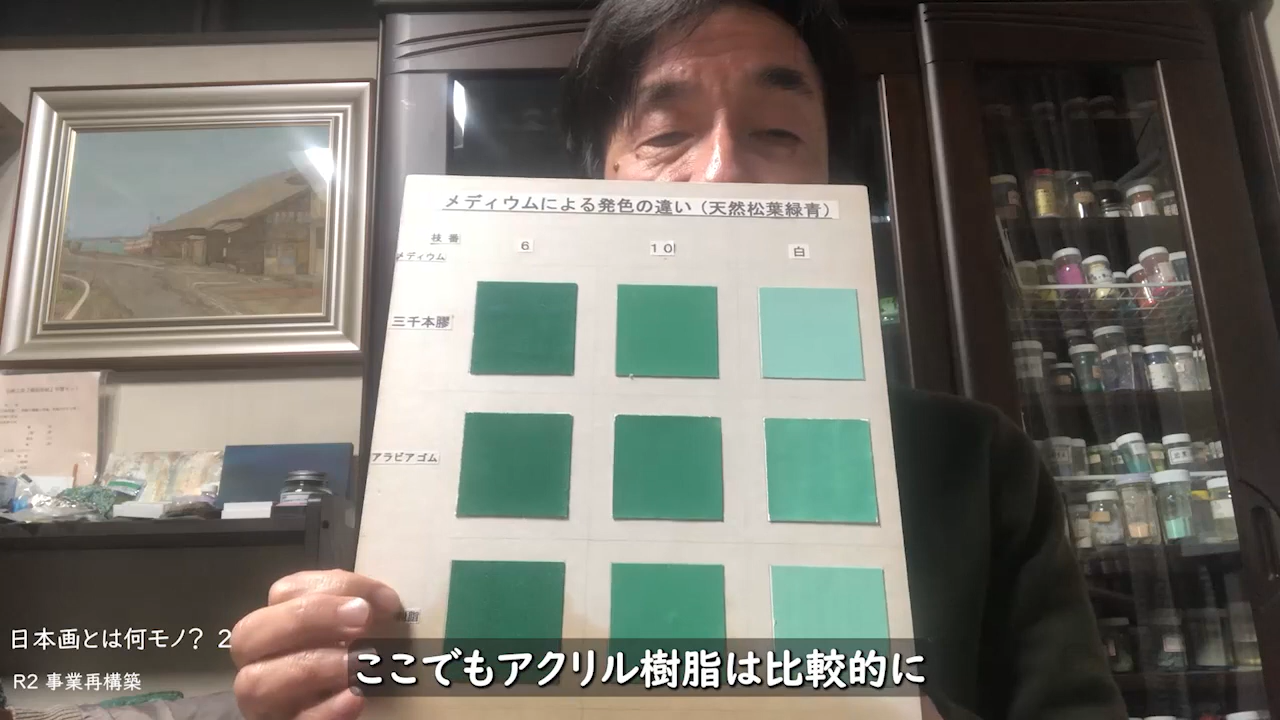 メディウムによる発色の違い（天然松葉緑青）
枝番
6
10
白
メディウム
三千本膠
アラビアゴム
日本画とは何モノ？ 2
R2 事業再構築
ここでもアクリル樹脂は比較的に